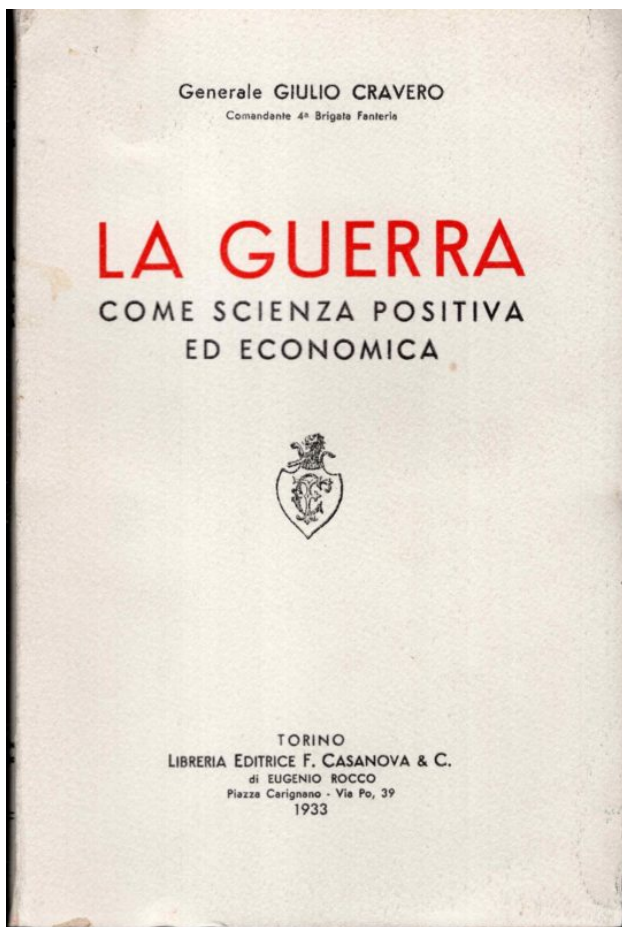 Generale GIULIO CRAVERO
Comandante 4ª Brigata Fanteria
LA GUERRA
COME SCIENZA POSITIVA
ED ECONOMICA
TORINO
LIBRERIA EDITRICE F. CASANOVA & C.
di EUGENIO ROCCO
Piazza Carignano - Via Po, 39
1933